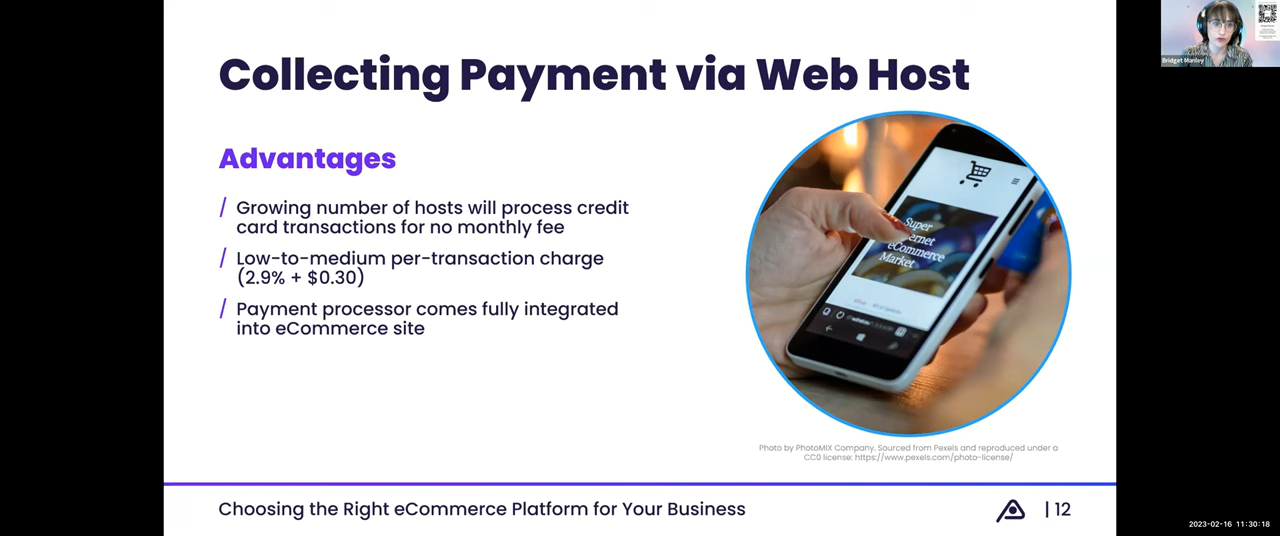 Collecting Payment via Web Host
Advantages
/ Growing number of hosts will process credit
card transactions for no monthly fee
/ Low-to-medium per-transaction charge
(2.9% + $0.30)
/ Payment processor comes fully integrated
into eCommerce site
Super
eCommerce
Market
Photo by PhotoMIX Company. Sourced from Pexels and reproduced under a
CC0 license: https://www.pexels.com/photo-license/
Choosing the Right eCommerce Platform for Your Business
| 12
Bridget Manley
2023-02-16 11:30:18